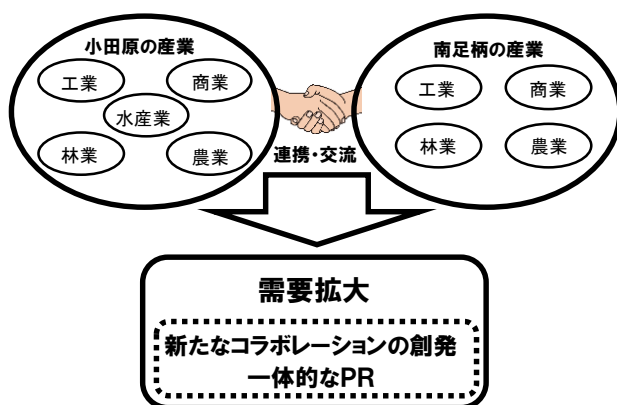 小田原の産業
工業
商業
水産業
林業
農業
連携・交流
南足柄の産業
工業
商業
林業
農業
需要拡大
新たなコラボレーションの創発
一体的なPR